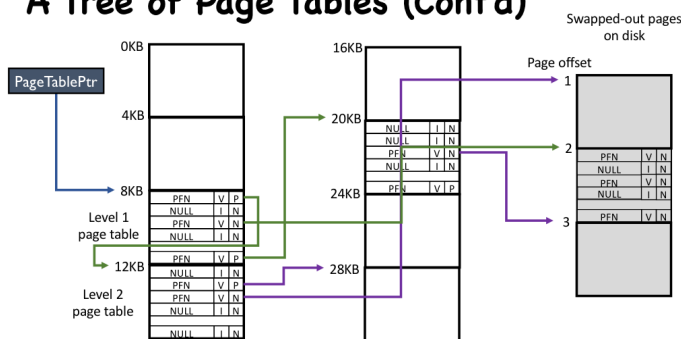 A Tree of Page Tables (Cont'd)
Swapped-out pages
on disk
PageTablePtr
0KB
4KB
8KB
Level 1
page table
PFN V P
NULL I N
PFN V N
NULL I N
PFN V P
12KB
Level 2
page table
NULL I N
PFN V P
PFN V N
NULL I N
NULL I N
16KB
20KB
NULL I N
NULL I N
PFN V N
NULL I N
PFN V P
24KB
28KB
Page offset
1
2
PFN V N
NULL I N
PFN V N
NULL I N
PFN V N
3